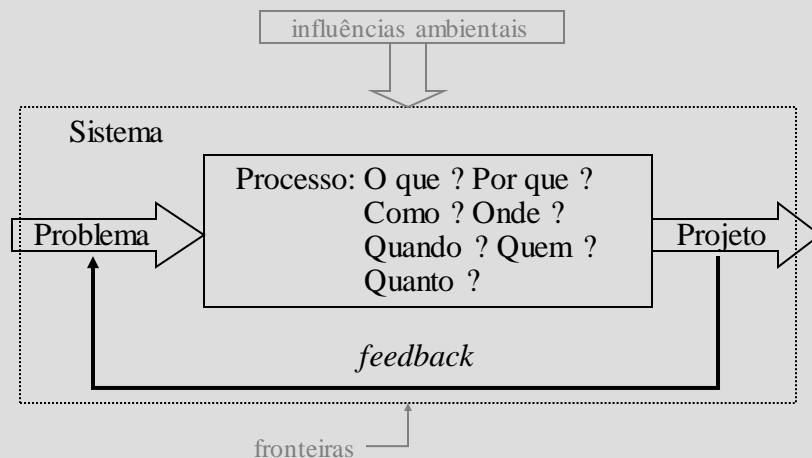 influências ambientais
Sistema
Processo: O que ? Por que ?
Como ? Onde ?
Quando ? Quem ?
Quanto ?
Problema
Projeto
feedback
fronteiras